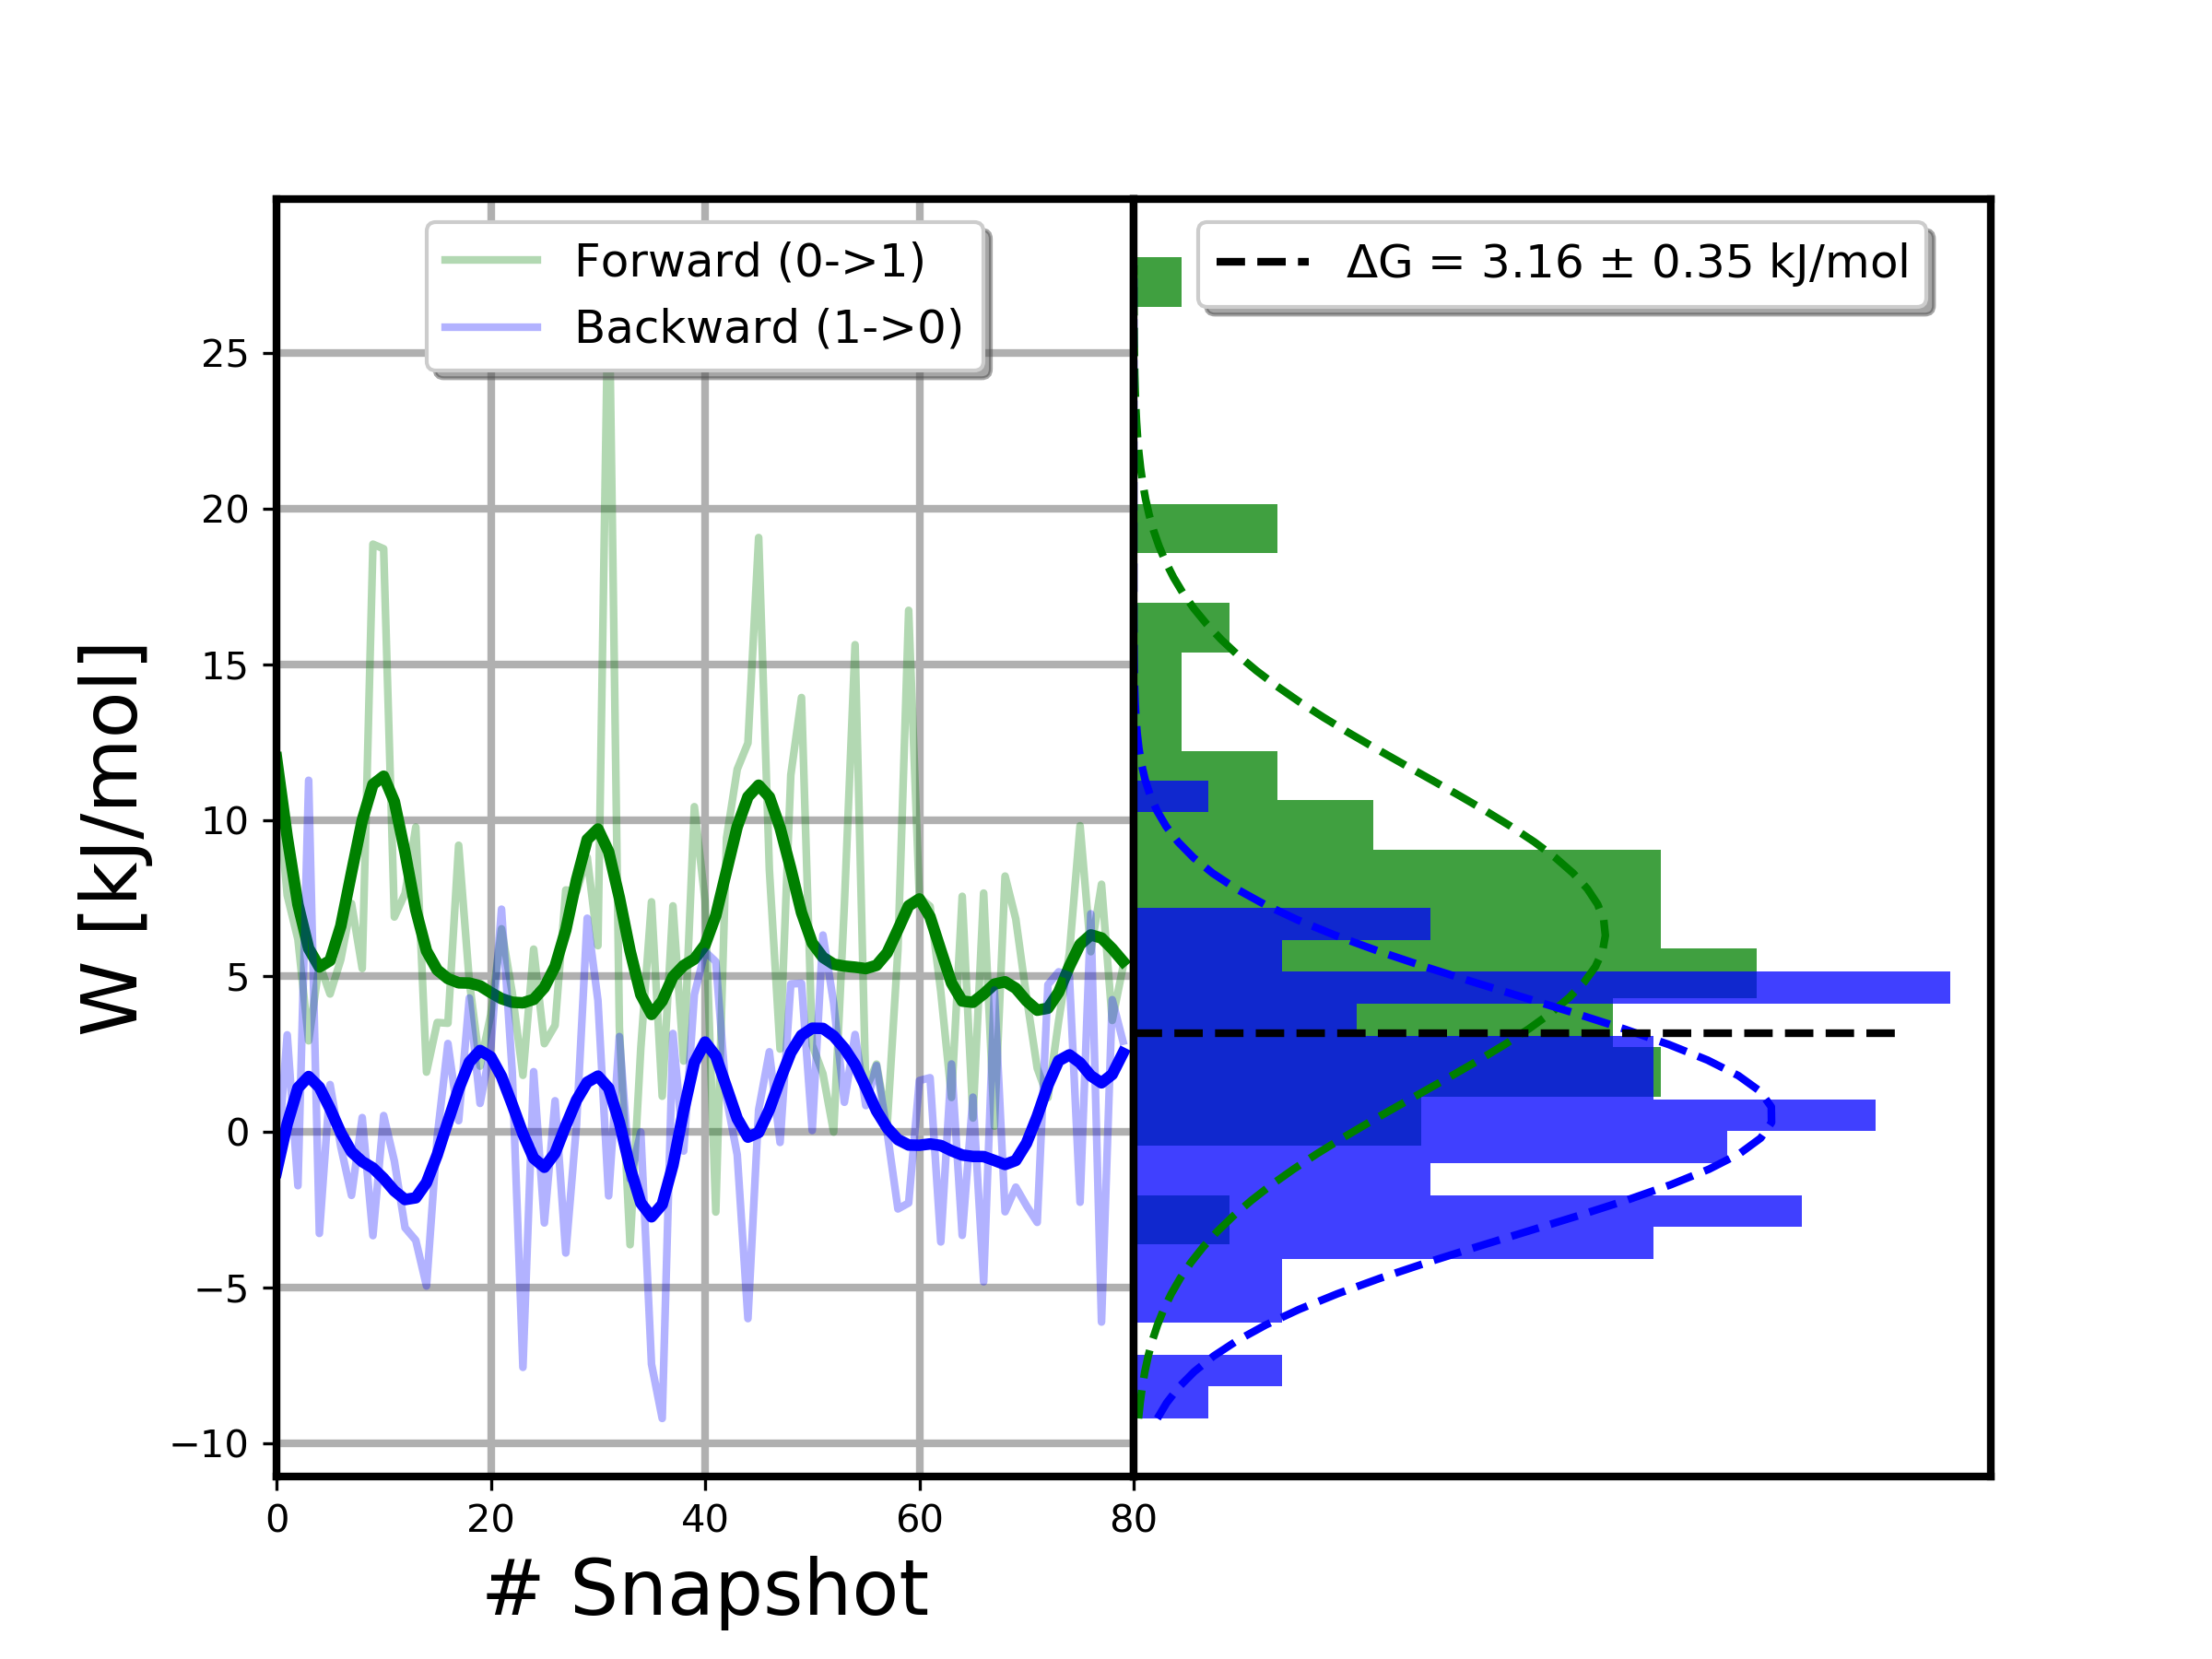 Forward (0->1)
Backward (1->0)
ΔG = 3.16 ± 0.35 kJ/mol
W [kJ/mol]
25
20
15
10
5
0
−5
−10
0 20 40 60 80
# Snapshot